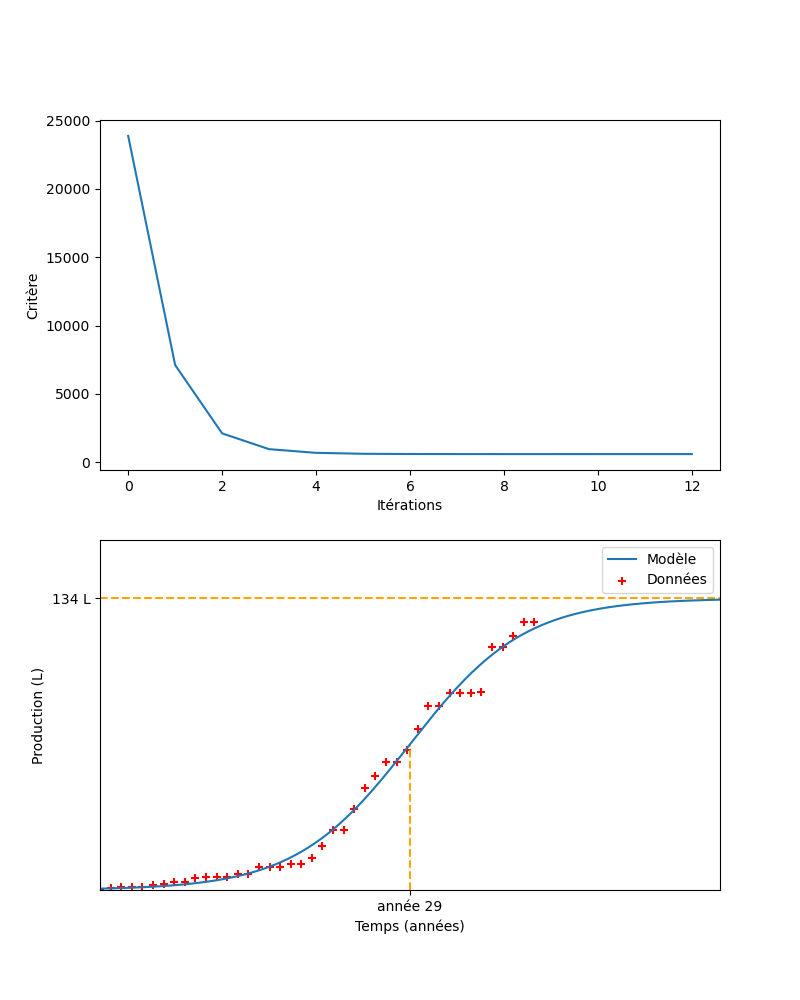 25000
20000
15000
10000
5000
0
Critère
0 2 4 6 8 10 12
Itérations
Modèle
Données
134 L
Production (L)
année 29
Temps (années)